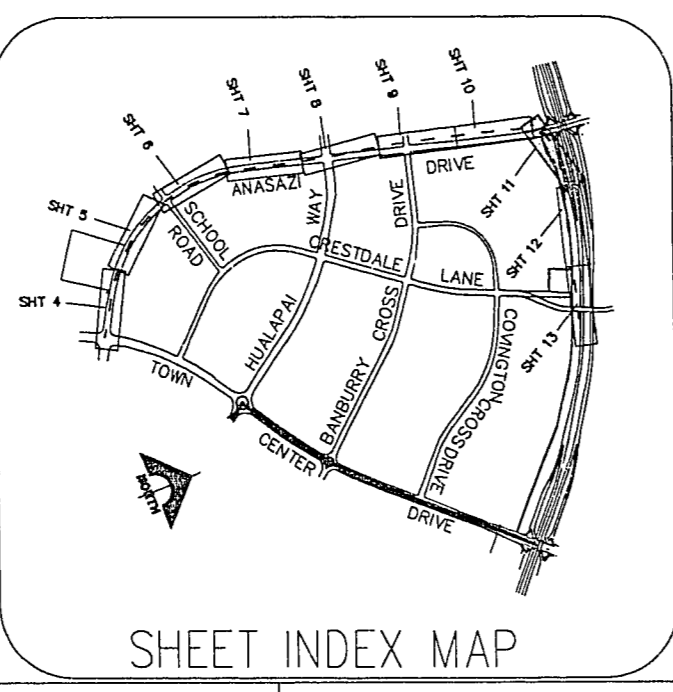 SHT 4
SHT 5
SHT 6
SHT 7
SHT 8
SHT 9
SHT 10
SHT 11
SHT 12
SHT 13
ANASAZI
DRIVE
SCHOOL
ROAD
HUALAPAI
WAY
CRESTDALE
LANE
BANBURRY
CROSS
DRIVE
COVINGTON
CROSS
DRIVE
TOWN
CENTER
DRIVE
SHEET INDEX MAP